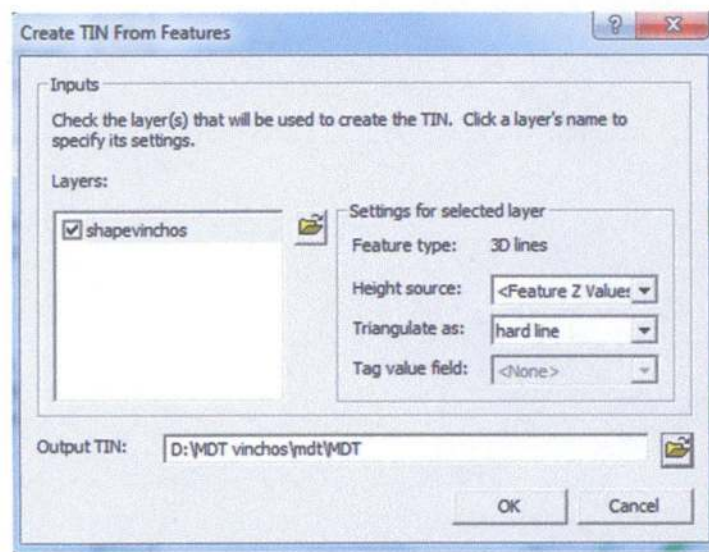 Create TIN From Features
Inputs
Check the layer(s) that will be used to create the TIN. Click a layer's name to
specify its settings.
Layers:
shapevinchos
Settings for selected layer
Feature type: 3D lines
Height source: <Feature Z Values
Triangulate as: hard line
Tag value field: <None>
Output TIN: D:\MDT vinchos\mdt\MDT
OK Cancel